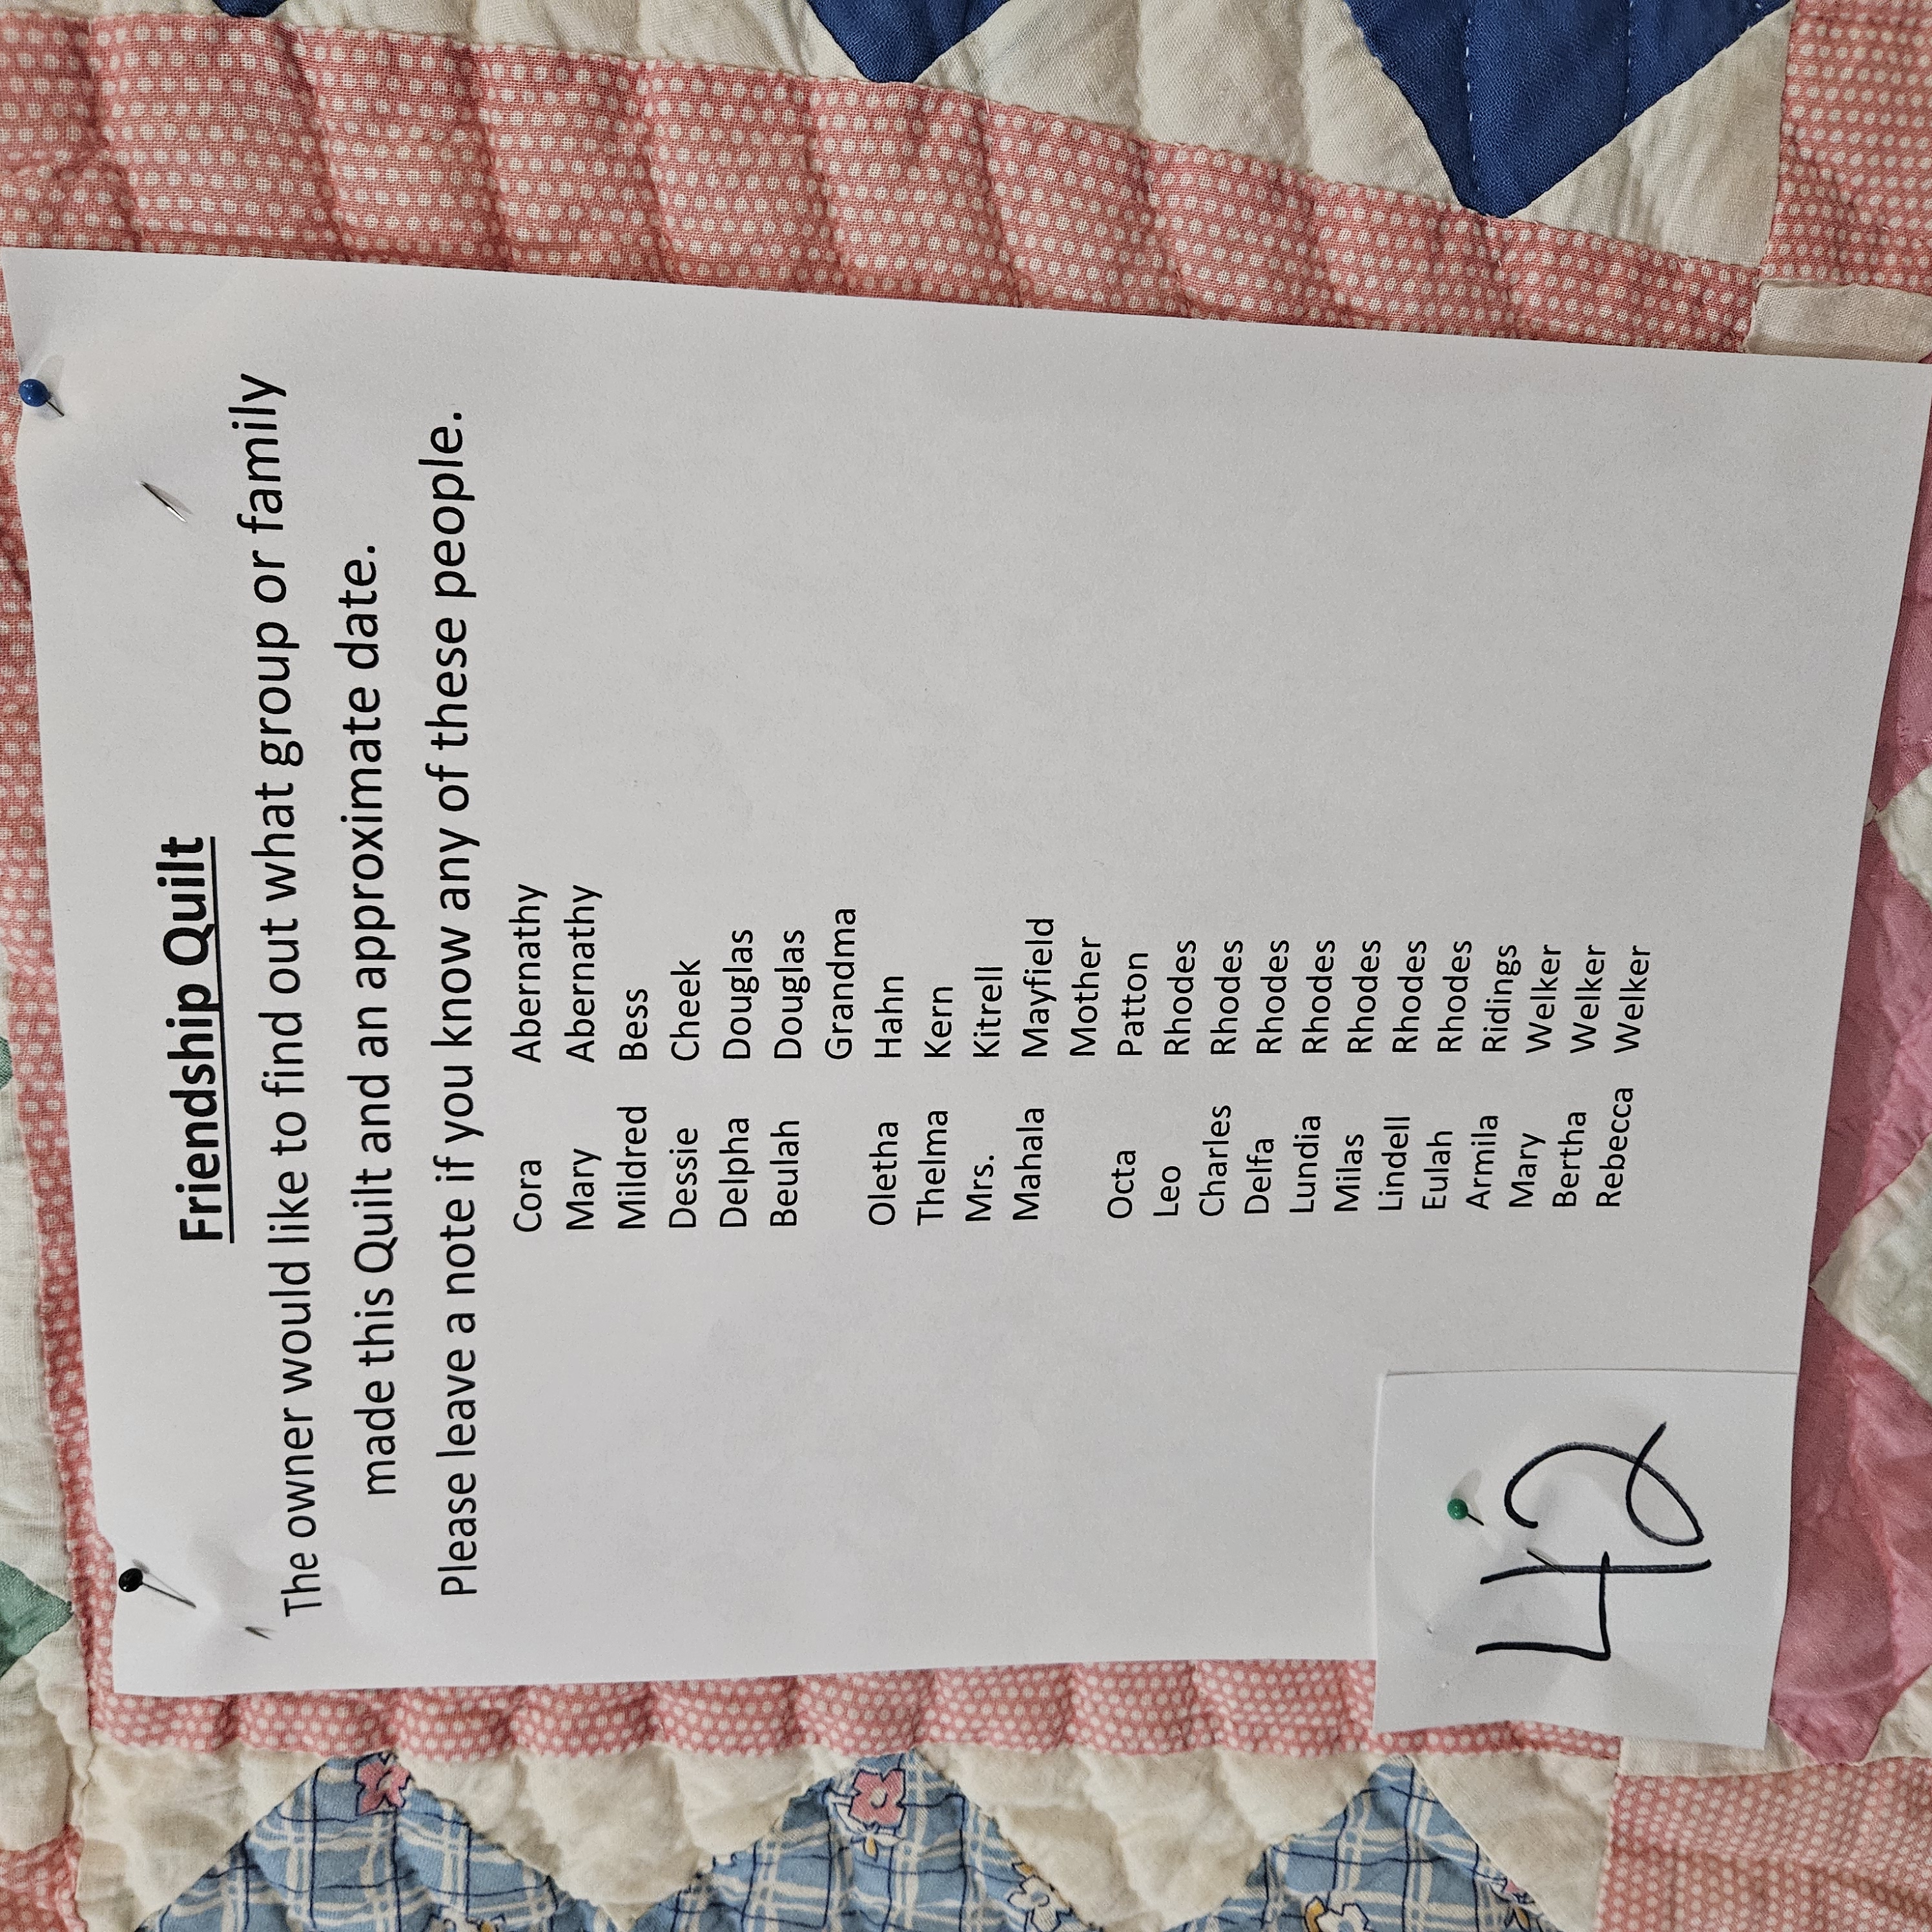 Friendship Quilt
The owner would like to find out what group or family
made this Quilt and an approximate date.
Please leave a note if you know any of these people.
Cora Abernathy
Mary Abernathy
Mildred Bess
Dessie Cheek
Delpha Douglas
Beulah Douglas
Grandma
Oletha Hahn
Thelma Kern
Mrs. Kitrell
Mahala Mayfield
Mother
Octa Patton
Leo Rhodes
Charles Rhodes
Delfa Rhodes
Lundia Rhodes
Milas Rhodes
Lindell Rhodes
Eulah Rhodes
Armila Ridings
Mary Welker
Bertha Welker
Rebecca Welker
42